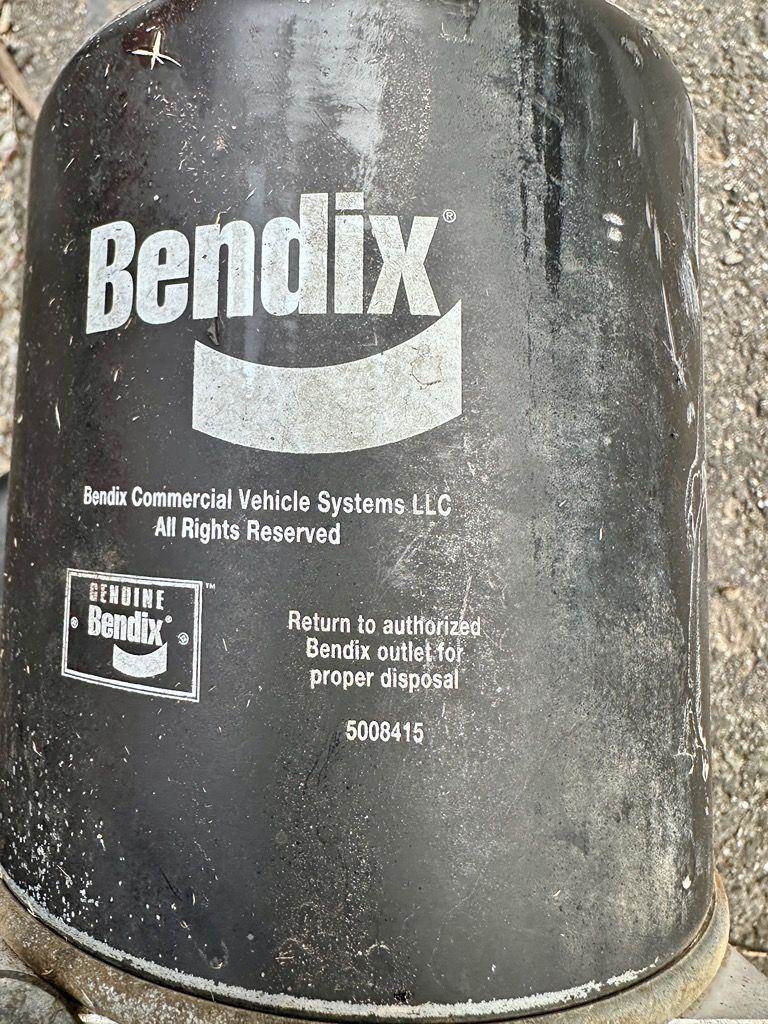 Bendix®
Bendix Commercial Vehicle Systems LLC
All Rights Reserved
GENUINE ™
Bendix®
Return to authorized
Bendix outlet for
proper disposal
5008415